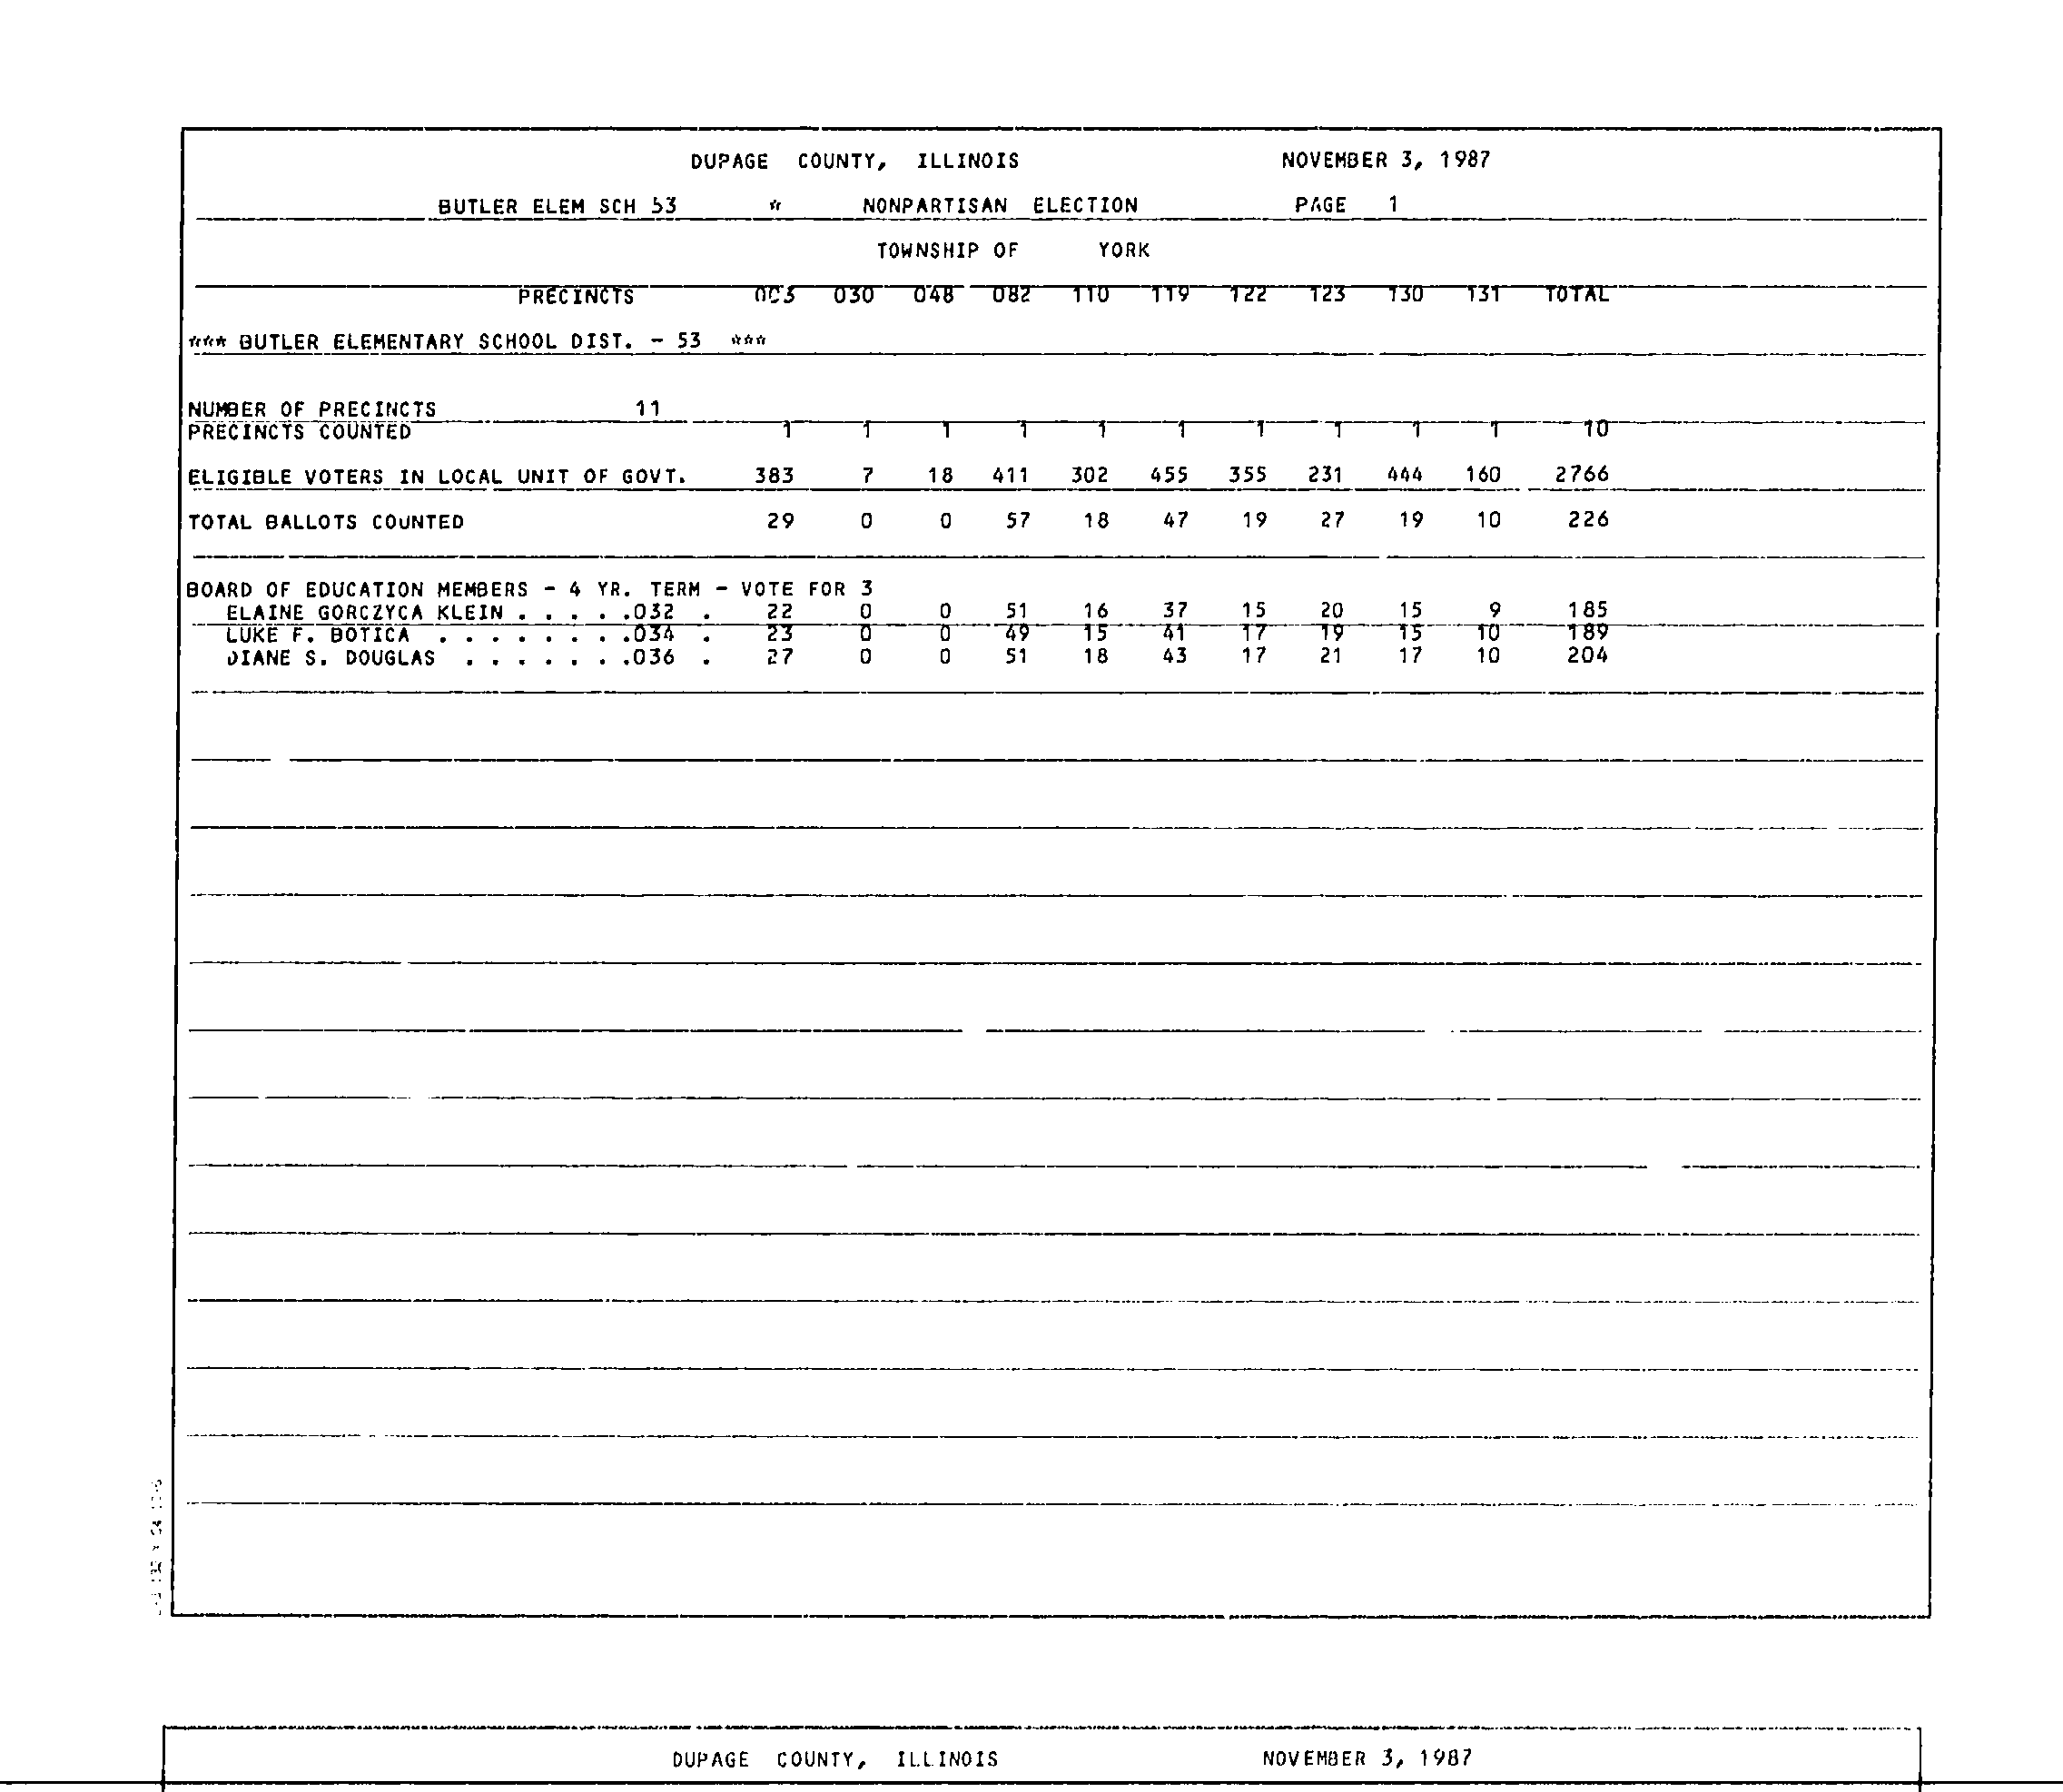 DUPAGE COUNTY, ILLINOIS NOVEMBER 3, 1987
BUTLER ELEM SCH 53 * NONPARTISAN ELECTION PAGE 1
TOWNSHIP OF YORK
PRECINCTS 003 030 048 082 110 119 122 123 130 131 TOTAL
*** BUTLER ELEMENTARY SCHOOL DIST. - 53 ***
NUMBER OF PRECINCTS 11
PRECINCTS COUNTED 1 1 1 1 1 1 1 1 1 1 10
ELIGIBLE VOTERS IN LOCAL UNIT OF GOVT. 383 7 18 411 302 455 355 231 444 160 2766
TOTAL BALLOTS COUNTED 29 0 0 57 18 47 19 27 19 10 226
BOARD OF EDUCATION MEMBERS - 4 YR. TERM - VOTE FOR 3
ELAINE GORCZYCA KLEIN . . . . .032 . 22 0 0 51 16 37 15 20 15 9 185
LUKE F. BOTICA . . . . . . . .034 . 23 0 0 49 15 41 17 19 15 10 189
DIANE S. DOUGLAS . . . . . . .036 . 27 0 0 51 18 43 17 21 17 10 204
DUPAGE COUNTY, ILLINOIS NOVEMBER 3, 1987